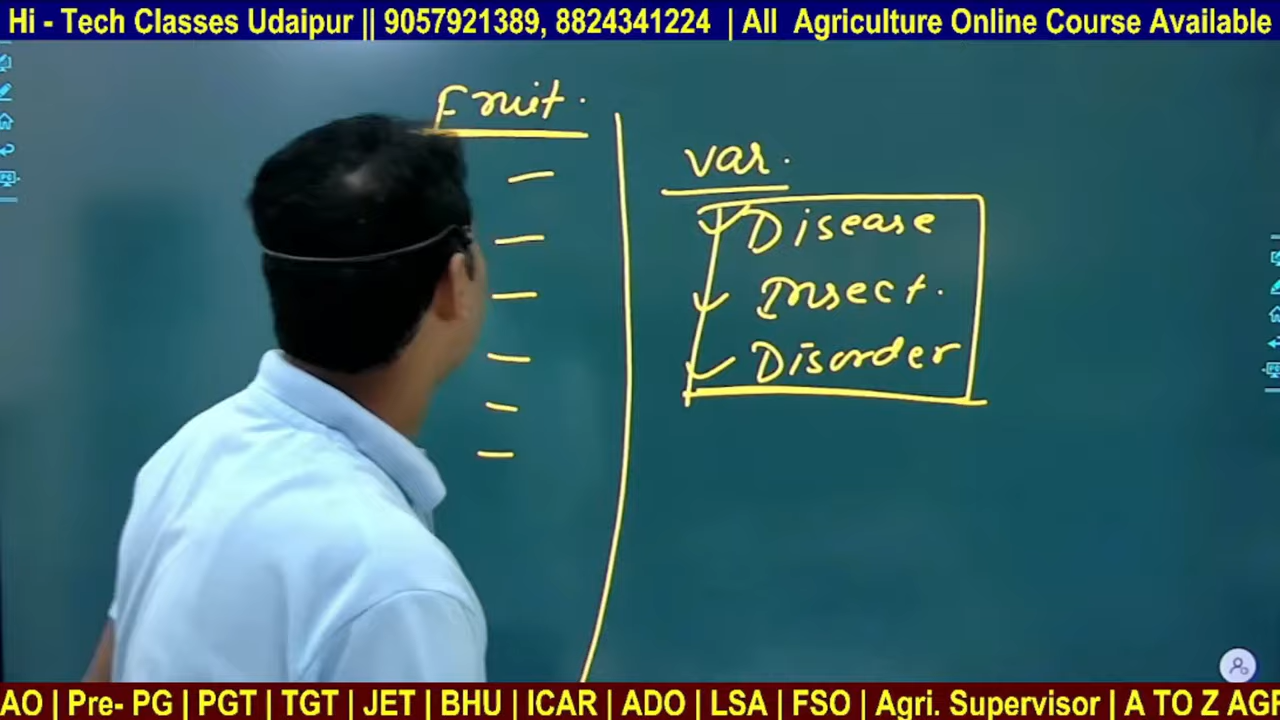 Hi - Tech Classes Udaipur || 9057921389, 8824341224 | All Agriculture Online Course Available
Fruit.
var.
Disease
Insect.
Disorder
AO | Pre- PG | PGT | TGT | JET | BHU | ICAR | ADO | LSA | FSO | Agri. Supervisor | A TO Z AGR